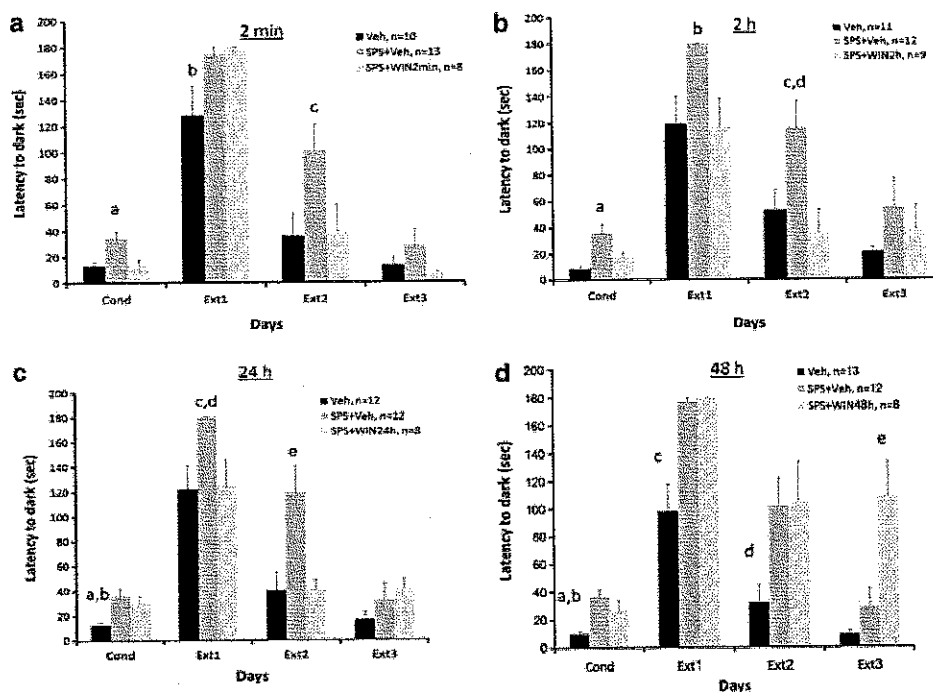 a
2 min
Veh, n=10
SPS+Veh, n=13
SPS+WIN2min, n=8
Latency to dark (sec)
200
180
160
140
120
100
80
60
40
20
0
a
b
c
Cond Ext1 Ext2 Ext3
Days
b
2 h
Veh, n=11
SPS+Veh, n=12
SPS+WIN2h, n=9
Latency to dark (sec)
200
180
160
140
120
100
80
60
40
20
0
a
b
c,d
Cond Ext1 Ext2 Ext3
Days
c
24 h
Veh, n=12
SPS+Veh, n=12
SPS+WIN24h, n=8
Latency to dark (sec)
200
180
160
140
120
100
80
60
40
20
0
a,b
c,d
e
Cond Ext1 Ext2 Ext3
Days
d
48 h
Veh, n=13
SPS+Veh, n=12
SPS+WIN48h, n=8
Latency to dark (sec)
200
180
160
140
120
100
80
60
40
20
0
a,b
c
d
e
Cond Ext1 Ext2 Ext3
Days